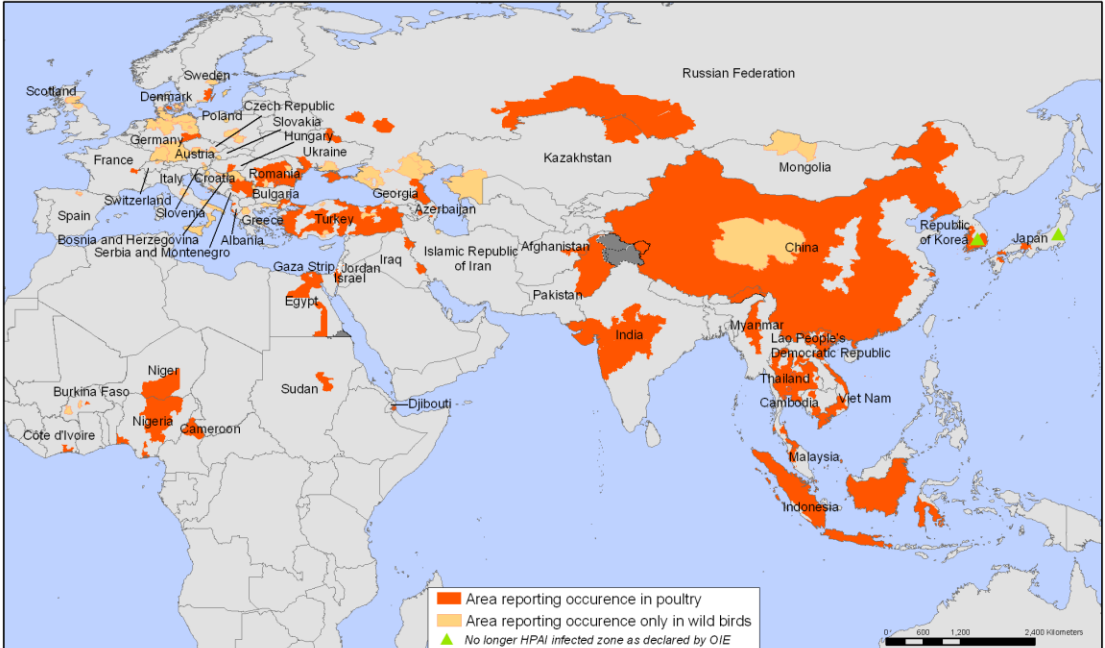 Sweden
Russian Federation
Scotland
Denmark
Czech Republic
Poland
Slovakia
Hungary
Germany
Ukraine
Austria
France
Kazakhstan
Mongolia
Romania
Italy
Croatia
Bulgaria
Georgia
Switzerland
Spain
Slovenia
Greece
Turkey
Azerbaijan
Republic
of Korea
Japan
Bosnia and Herzegovina
Albania
Serbia and Montenegro
Islamic Republic
of Iran
Afghanistan
China
Iraq
Gaza Strip
Jordan
Israel
Pakistan
Egypt
India
Myanmar
Lao People's
Democratic Republic
Niger
Thailand
Burkina Faso
Sudan
Djibouti
Cambodia
Viet Nam
Nigeria
Cameroon
Côte d'Ivoire
Malaysia
Indonesia
Area reporting occurence in poultry
Area reporting occurence only in wild birds
No longer HPAI infected zone as declared by OIE
0 600 1,200 2,400 Kilometers